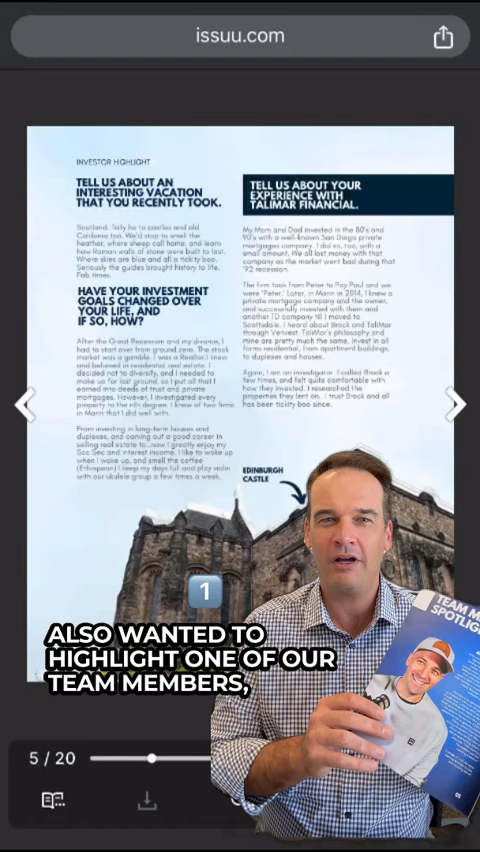 issuu.com
INVESTOR HIGHLIGHT
TELL US ABOUT AN
INTERESTING VACATION
THAT YOU RECENTLY TOOK.
Scotland. Tally ho to castles and old
Caldonia too. We'd stop to smell the
heather, where sheep call home, and learn
how Roman walls of stone were built to last.
Where skies are blue and all is tickty boo.
Seriously the guides brought history to life.
Fab times.
HAVE YOUR INVESTMENT
GOALS CHANGED OVER
YOUR LIFE, AND
IF SO, HOW?
After the Great Recession and my divorce, I
had to start over from ground zero. The stock
market was a gamble. I was a Realtor. I knew
and believed in residential real estate. I
decided not to diversify, and I needed to
make up for lost ground, so I put all that I
earned into deeds of trust and private
mortgages. However, I investigated every
property to the nth degree. I knew of two firms
in Marin that I did well with.
From investing in long-term houses and
duplexes, and carving out a good career in
selling real estate to...now I greatly enjoy my
Soc Sec and interest income. I like to wake up
when I wake up, and smell the coffee
(Ethiopean) I keep my days full and play violin
with our ukulele group a few times a week.
TELL US ABOUT YOUR
EXPERIENCE WITH
TALIMAR FINANCIAL.
My Mom and Dad invested in the 80's and
90's with a well-known San Diego private
mortgages company. I did so, too, with a
small amount. We all lost money with that
company as the market went bad during that
'92 recession.
The firm took from Peter to Pay Paul and we
were "Peter." Later, in Marin in 2014, I knew a
private mortgage company and the owner,
and successfully invested with them and
another TD company till I moved to
Scottsdale. I heard about Brock and TaliMar
through Verivest. TaliMar's philosophy and
mine are pretty much the same. Invest in all
forms residential, from apartment buildings,
to duplexes and houses.
Again, I am an investigator. I called Brock a
few times, and felt quite comfortable with
how they invested. I researched the
properties they lent on. I trust Brock and all
has been tickity boo since.
EDINBURGH
CASTLE
1
ALSO WANTED TO
HIGHLIGHT ONE OF OUR
TEAM MEMBERS,
TEAM M
SPOTLIG
5 / 20